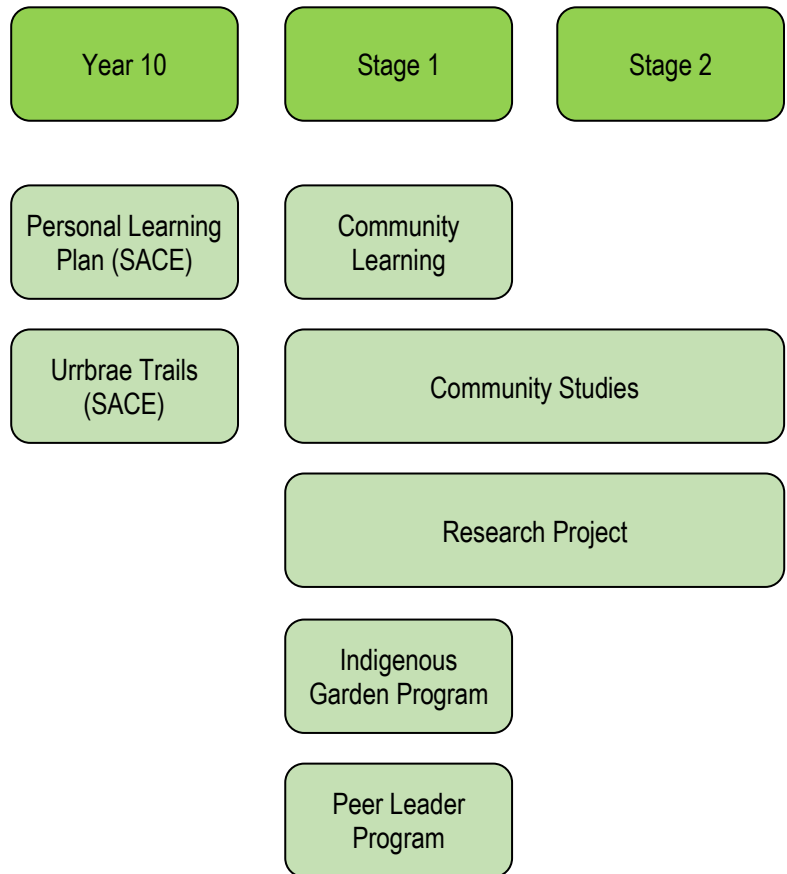 Year 10
Stage 1
Stage 2
Personal Learning
Plan (SACE)
Community
Learning
Urrbrae Trails
(SACE)
Community Studies
Research Project
Indigenous
Garden Program
Peer Leader
Program